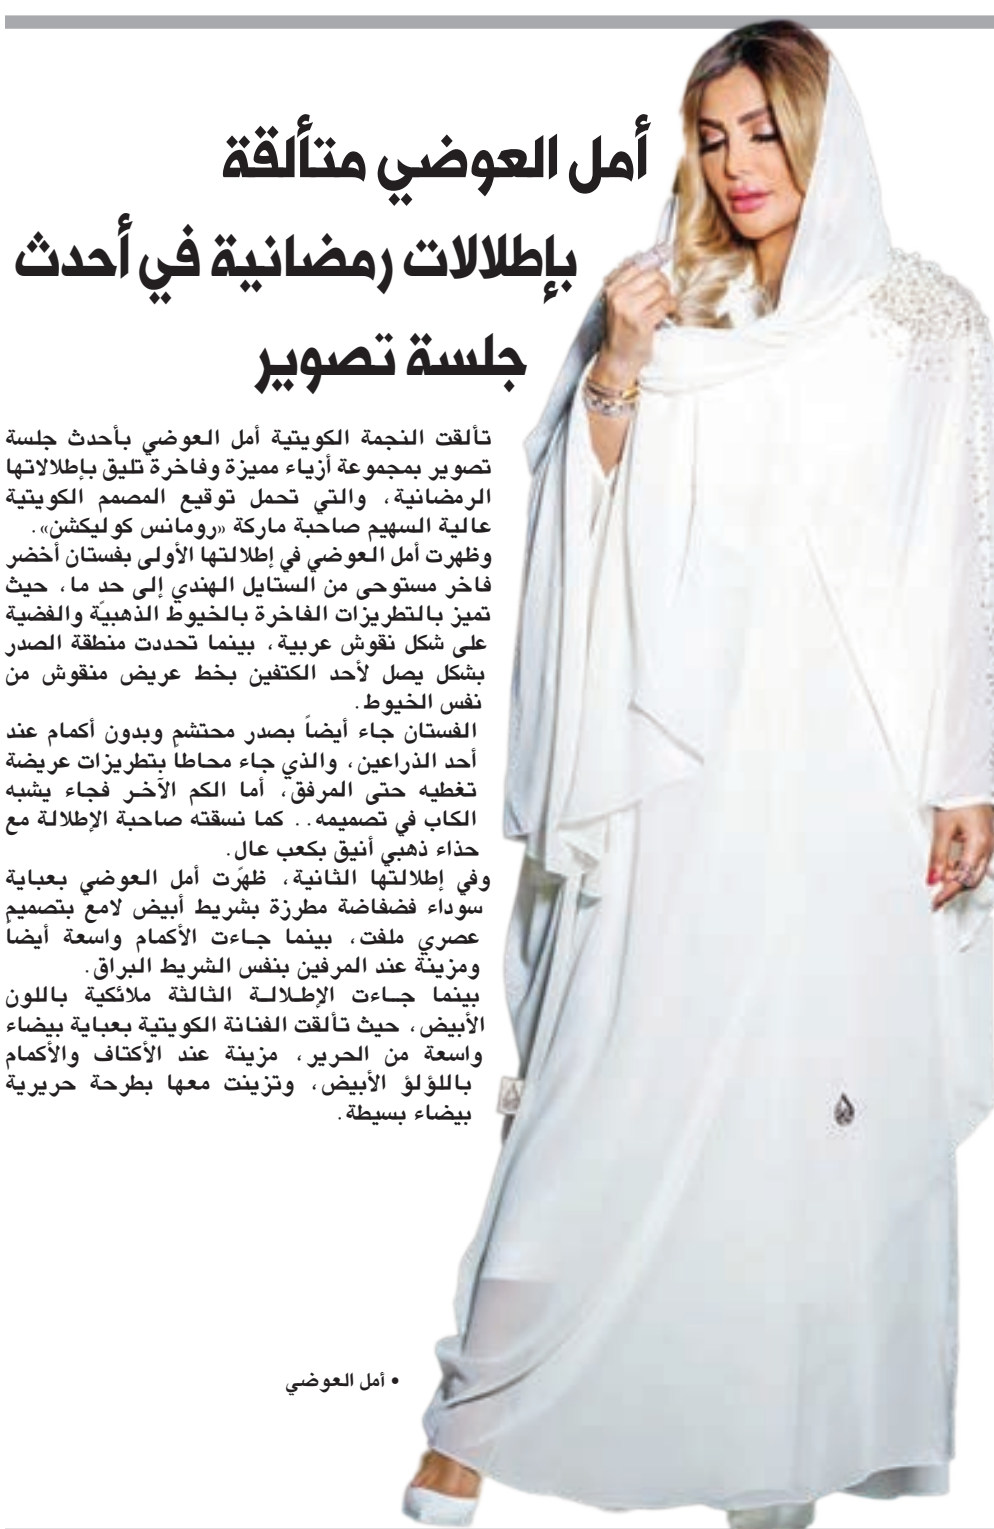 أمل العوضي متألقة
بإطلالات رمضانية في أحدث
جلسة تصوير
تألقت النجمة الكويتية أمل العوضي بأحدث جلسة
تصوير بمجموعة أزياء مميزة وفاخرة تليق بإطلالاتها
الرمضانية، والتي تحمل توقيع المصمم الكويتية
عالية السهيم صاحبة ماركة «رومانس كوليكشن».
وظهرت أمل العوضي في إطلالتها الأولى بفستان أخضر
فاخر مستوحى من الستايل الهندي إلى حد ما، حيث
تميز بالتطريزات الفاخرة بالخيوط الذهبيّة والفضية
على شكل نقوش عربية، بينما تحددت منطقة الصدر
بشكل يصل لأحد الكتفين بخط عريض منقوش من
نفس الخيوط.
الفستان جاء أيضاً بصدر محتشم وبدون أكمام عند
أحد الذراعين، والذي جاء محاطاً بتطريزات عريضة
تغطيه حتى المرفق، أما الكم الآخر فجاء يشبه
الكاب في تصميمه.. كما نسقته صاحبة الإطلالة مع
حذاء ذهبي أنيق بكعب عال.
وفي إطلالتها الثانية، ظهرت أمل العوضي بعباية
سوداء فضفاضة مطرزة بشريط أبيض لامع بتصميم
عصري ملفت، بينما جاءت الأكمام واسعة أيضاً
ومزينة عند المرفين بنفس الشريط البراق.
بينما جاءت الإطلالة الثالثة ملائكية باللون
الأبيض، حيث تألقت الفنانة الكويتية بعباية بيضاء
واسعة من الحرير، مزينة عند الأكتاف والأكمام
باللؤلؤ الأبيض، وتزينت معها بطرحة حريرية
بيضاء بسيطة.
• أمل العوضي